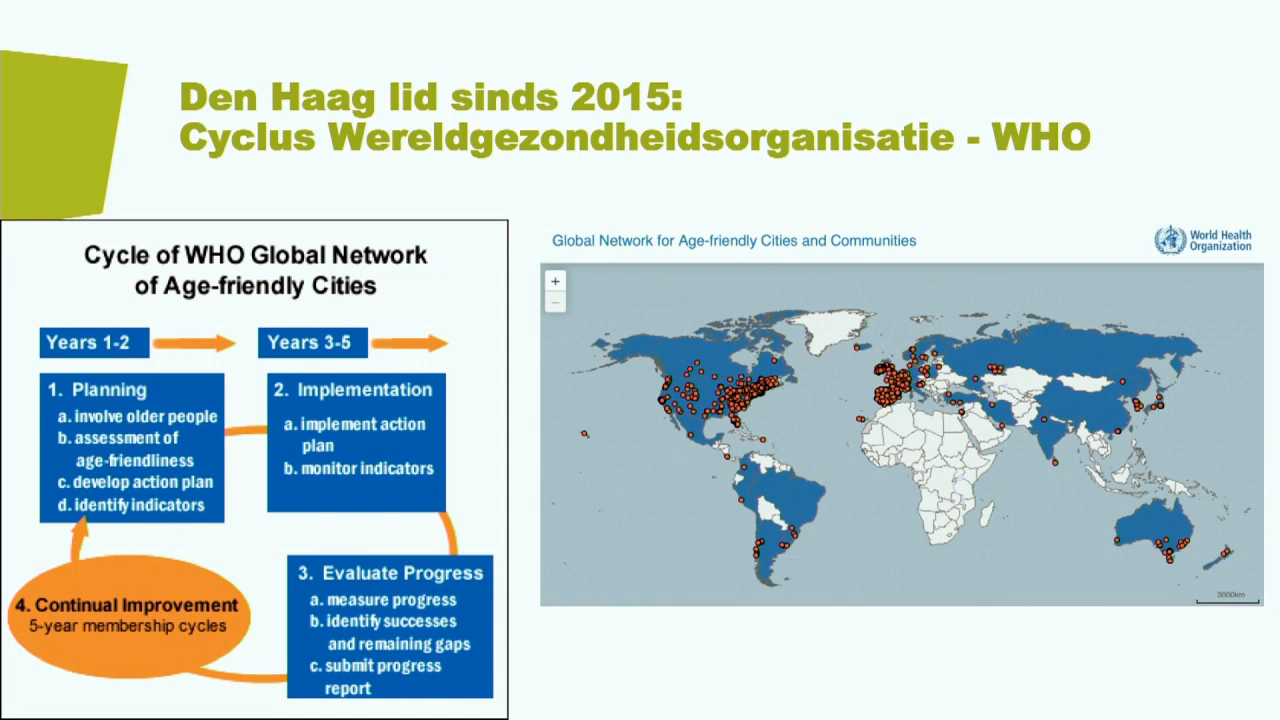 Den Haag lid sinds 2015:
Cyclus Wereldgezondheidsorganisatie - WHO
Cycle of WHO Global Network
of Age-friendly Cities
Years 1-2
Years 3-5
1. Planning
a. involve older people
b. assessment of
age-friendliness
c. develop action plan
d. identify indicators
2. Implementation
a. implement action
plan
b. monitor indicators
3. Evaluate Progress
a. measure progress
b. identify successes
and remaining gaps
c. submit progress
report
4. Continual Improvement
5-year membership cycles
Global Network for Age-friendly Cities and Communities
World Health
Organization
+
−
3000km